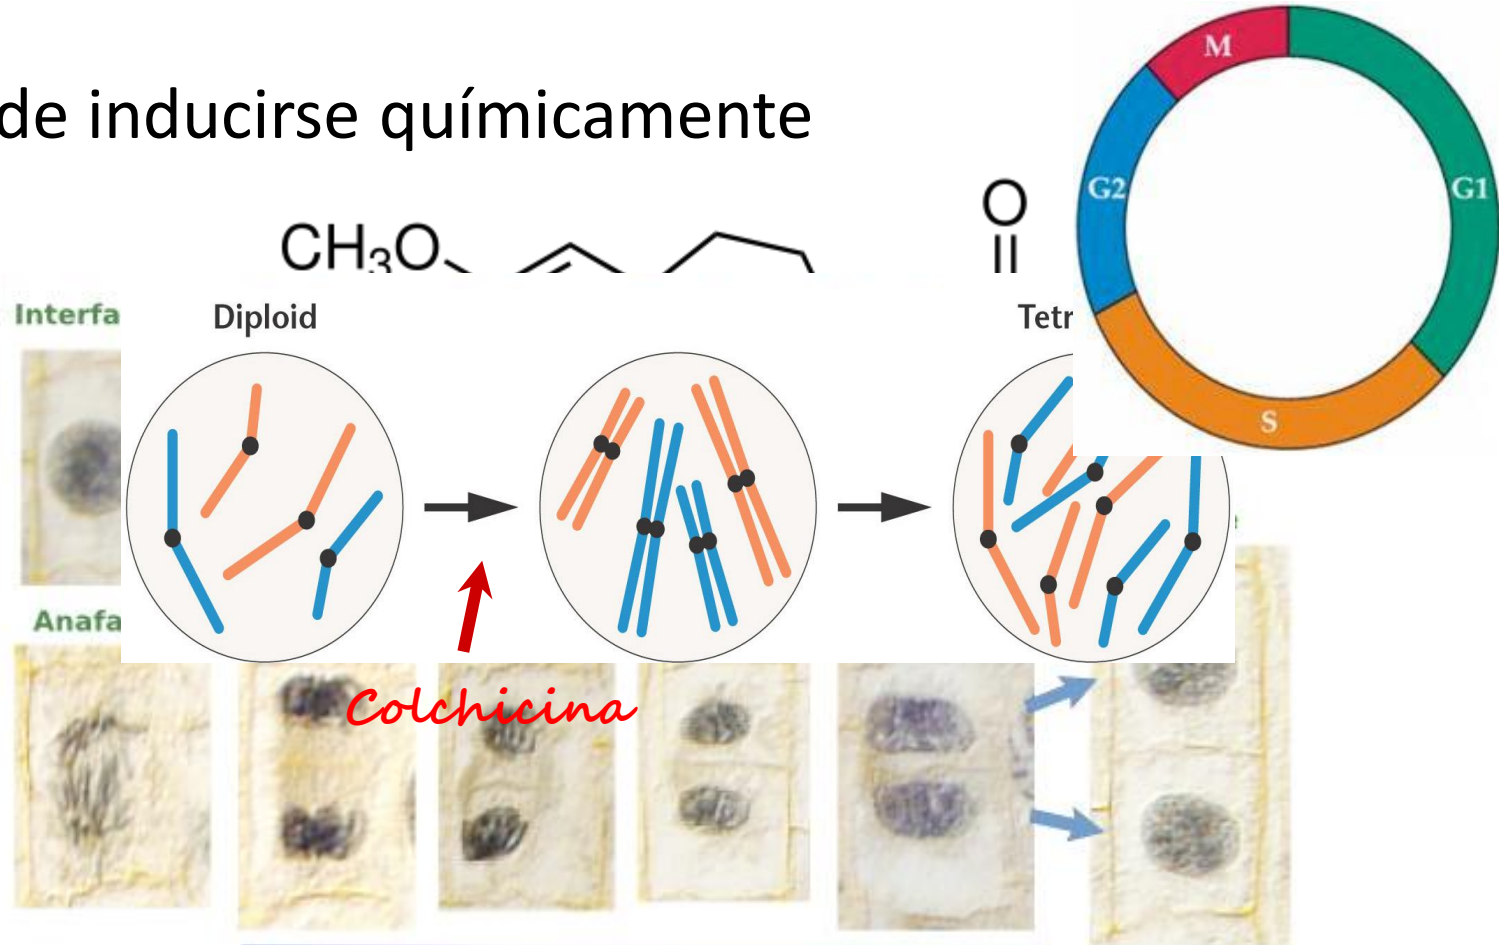 de inducirse químicamente
M
G2
G1
S
CH₃O
O
Interfa
Diploid
Tetr
Anafa
Colchicina